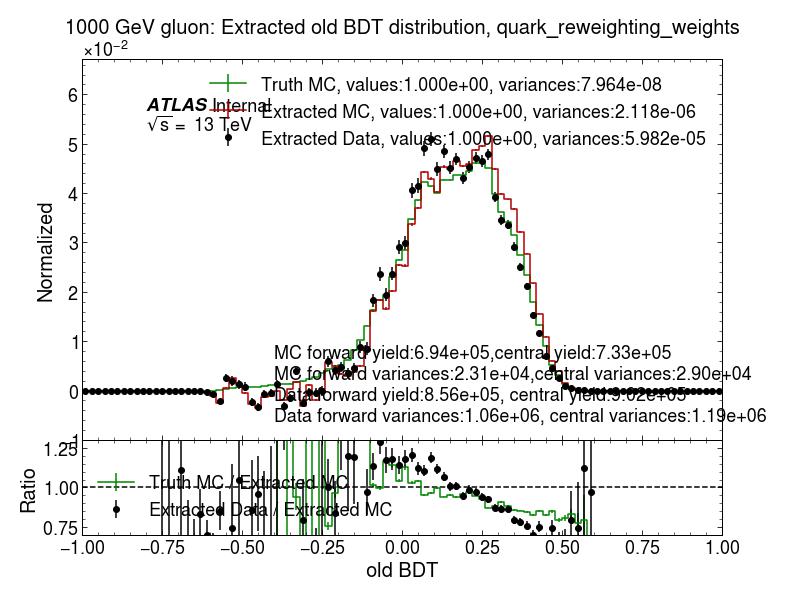 1000 GeV gluon: Extracted old BDT distribution, quark_reweighting_weights
×10⁻²
Truth MC, values:1.000e+00, variances:7.964e-08
ATLAS Internal
Extracted MC, values:1.000e+00, variances:2.118e-06
√s = 13 TeV
Extracted Data, values:1.000e+00, variances:5.982e-05
6
5
4
3
2
1
0
Normalized
MC forward yield:6.94e+05,central yield:7.33e+05
MC forward variances:2.31e+04,central variances:2.90e+04
Data forward yield:8.56e+05, central yield:
Data forward variances:1.06e+06, central variances:1.19e+06
1.25
1.00
0.75
Ratio
Truth MC / Extracted MC
Extracted Data / Extracted MC
−1.00 −0.75 −0.50 −0.25 0.00 0.25 0.50 0.75 1.00
old BDT